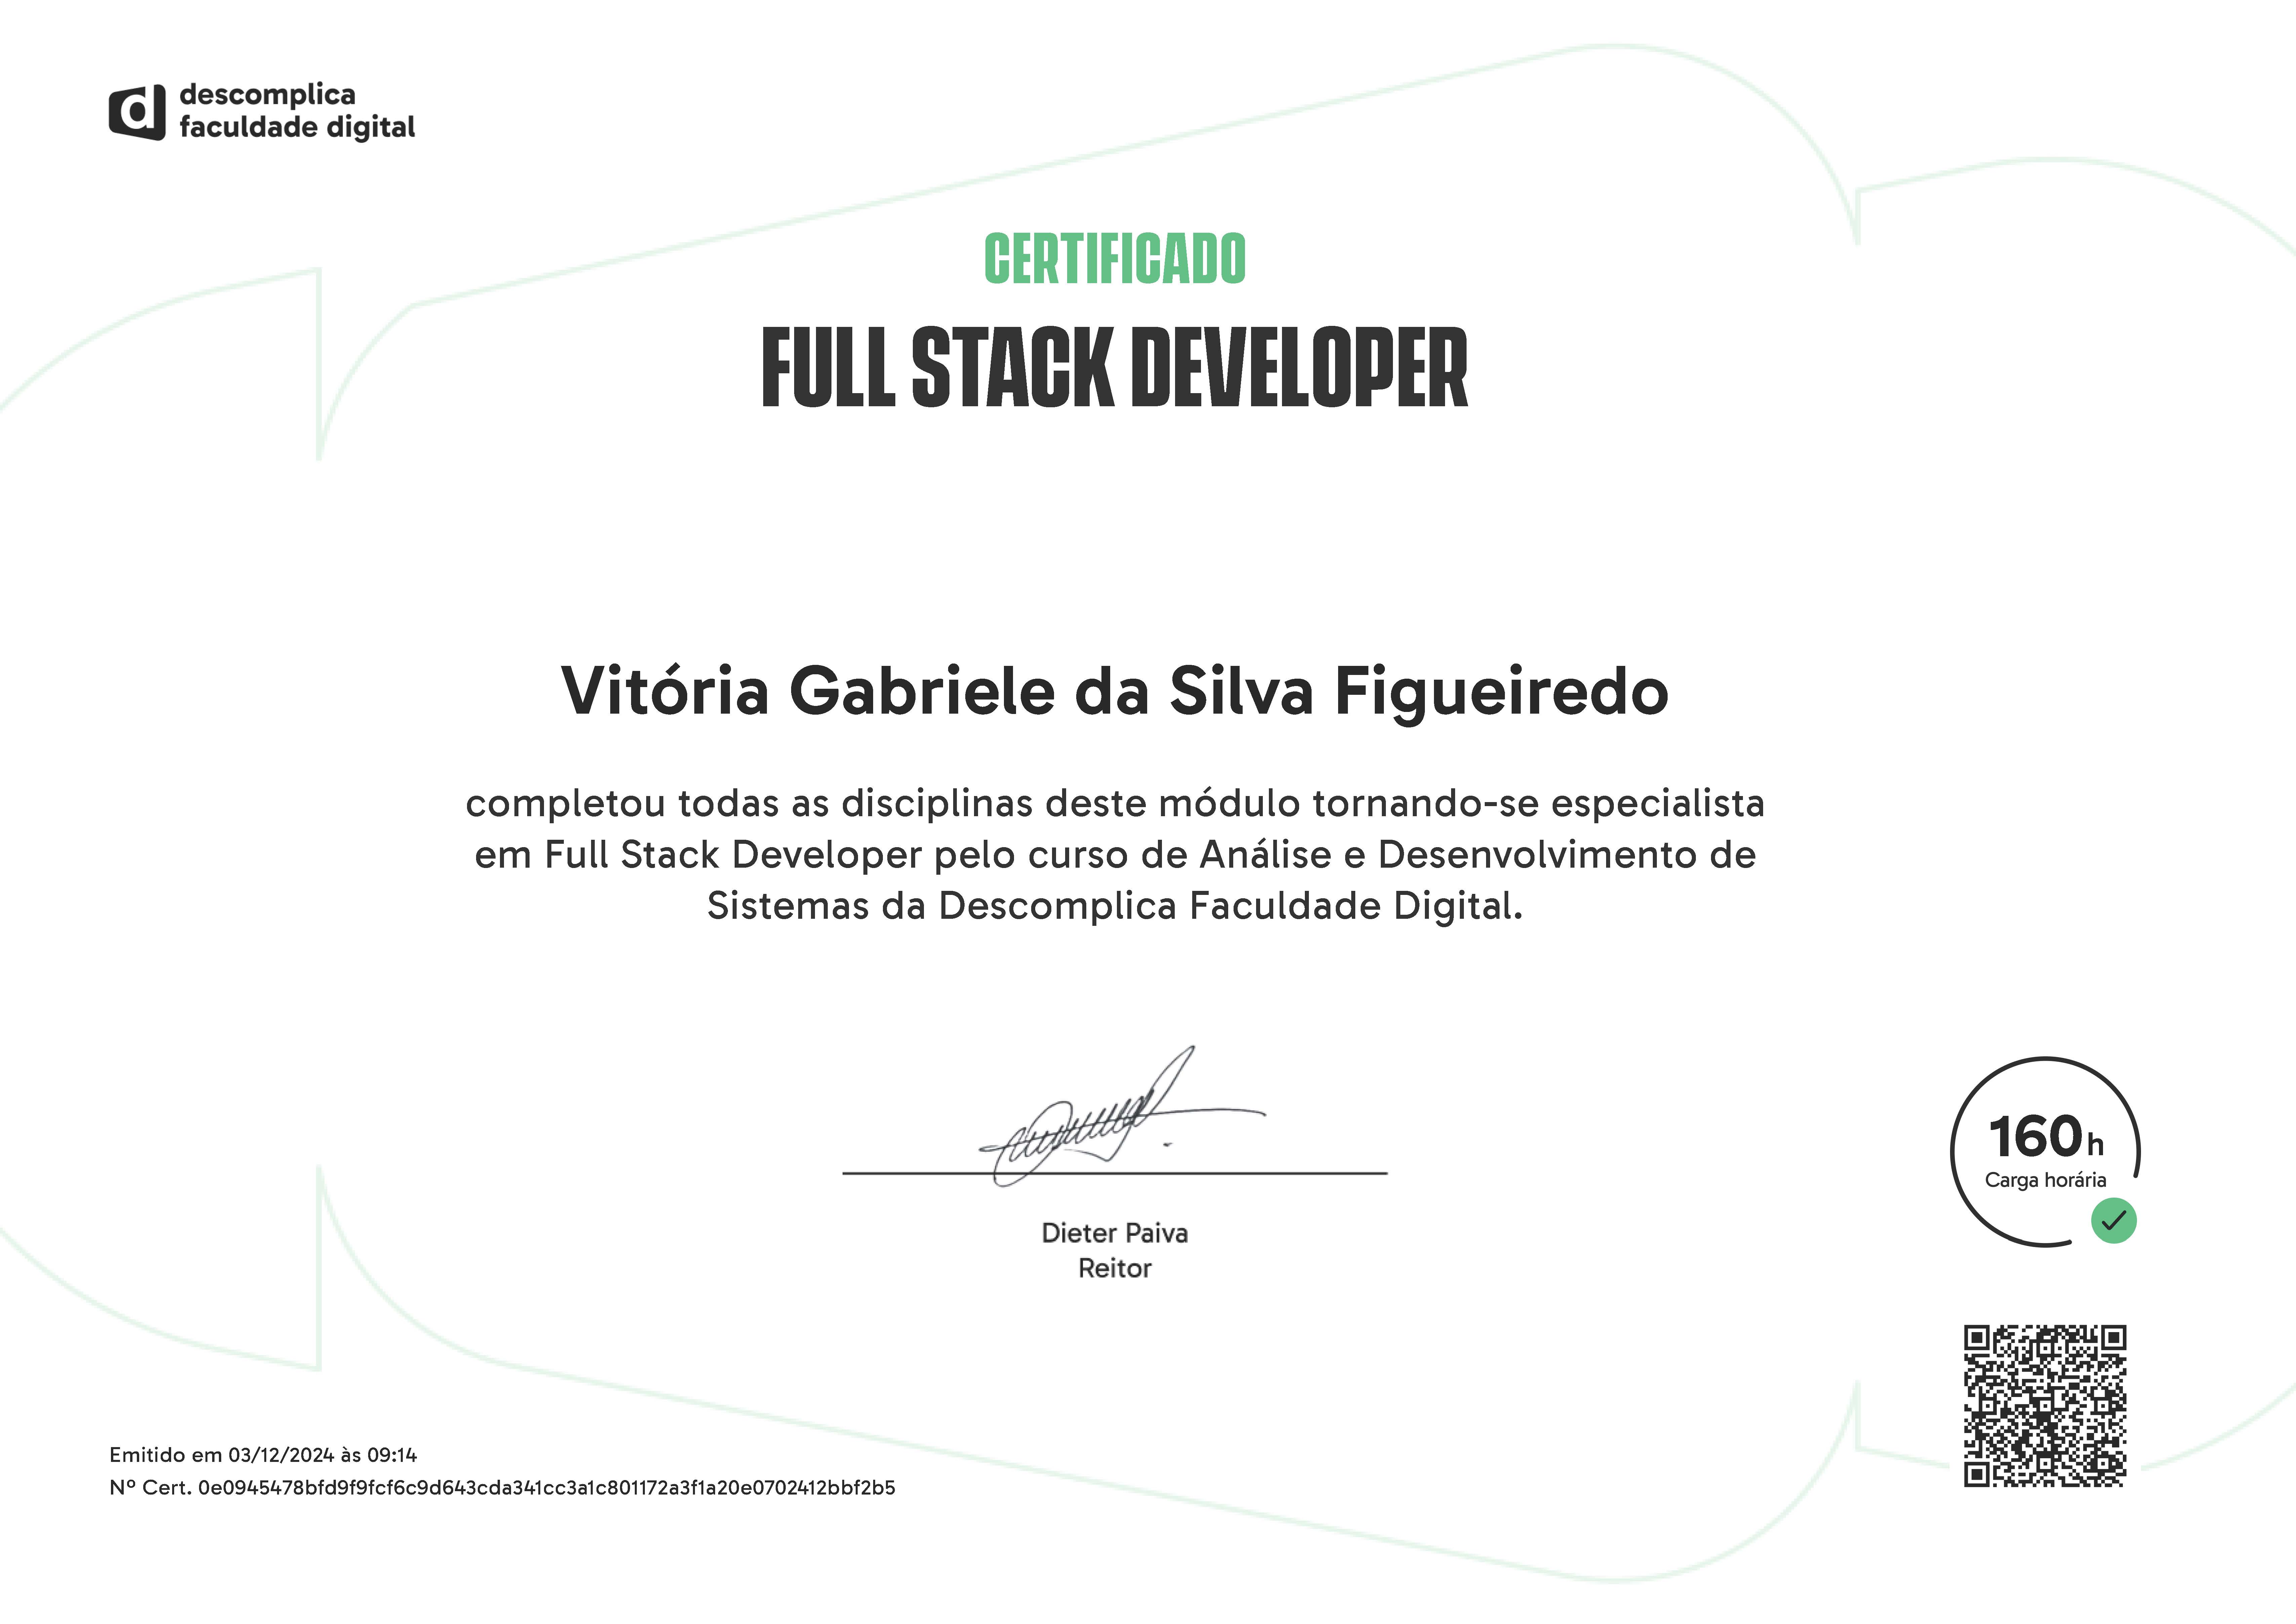 descomplica
faculdade digital
CERTIFICADO
FULL STACK DEVELOPER
Vitória Gabriele da Silva Figueiredo
completou todas as disciplinas deste módulo tornando-se especialista
em Full Stack Developer pelo curso de Análise e Desenvolvimento de
Sistemas da Descomplica Faculdade Digital.
Dieter Paiva
Reitor
160h
Carga horária
Emitido em 03/12/2024 às 09:14
Nº Cert. 0e0945478bfd9f9fcf6c9d643cda341cc3a1c801172a3f1a20e0702412bbf2b5